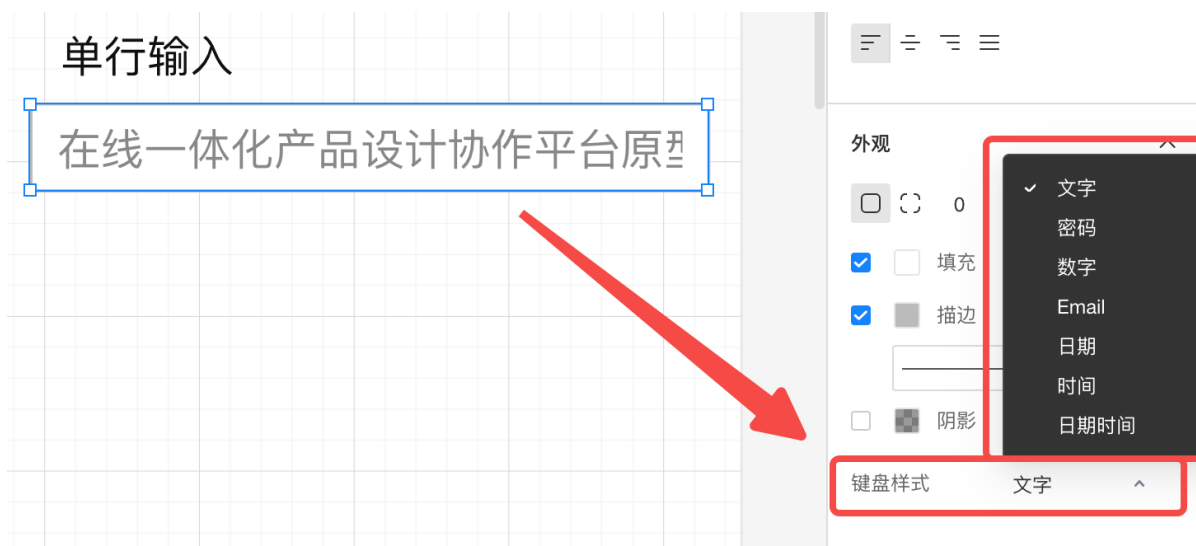 单行输入
在线一体化产品设计协作平台原
外观
0
填充
描边
阴影
键盘样式
文字
文字
密码
数字
Email
日期
时间
日期时间